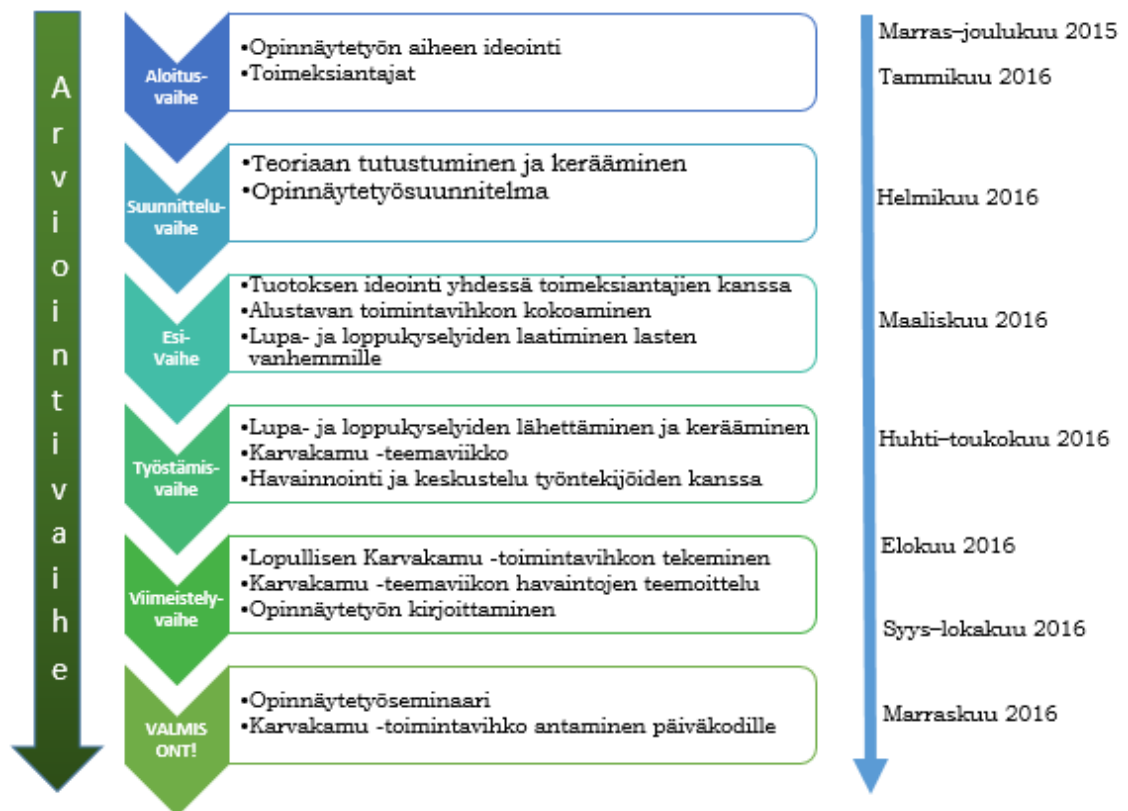 Arviointivaihe
Aloitus-
vaihe
•Opinnäytetyön aiheen ideointi
•Toimeksiantajat
Marras-joulukuu 2015
Tammikuu 2016
Suunnittelu-
vaihe
•Teoriaan tutustuminen ja kerääminen
•Opinnäytetyösuunnitelma
Helmikuu 2016
Esi-
Vaihe
•Tuotoksen ideointi yhdessä toimeksiantajien kanssa
•Alustavan toimintavihkon kokoaminen
•Lupa- ja loppukyselyiden laatiminen lasten
vanhemmille
Maaliskuu 2016
Työstämis-
vaihe
•Lupa- ja loppukyselyiden lähettäminen ja kerääminen
•Karvakamu -teemaviikko
•Havainnointi ja keskustelu työntekijöiden kanssa
Huhti-toukokuu 2016
Viimeistely-
vaihe
•Lopullisen Karvakamu -toimintavihkon tekeminen
•Karvakamu -teemaviikon havaintojen teemoittelu
•Opinnäytetyön kirjoittaminen
Elokuu 2016
Syys-lokakuu 2016
VALMIS
ONT!
•Opinnäytetyöseminaari
•Karvakamu -toimintavihko antaminen päiväkodille
Marraskuu 2016